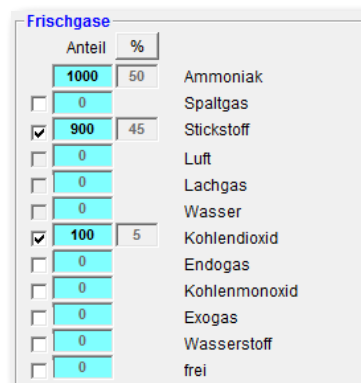 Frischgase
Anteil %
1000 50 Ammoniak
0 Spaltgas
900 45 Stickstoff
0 Luft
0 Lachgas
0 Wasser
100 5 Kohlendioxid
0 Endogas
0 Kohlenmonoxid
0 Exogas
0 Wasserstoff
0 frei